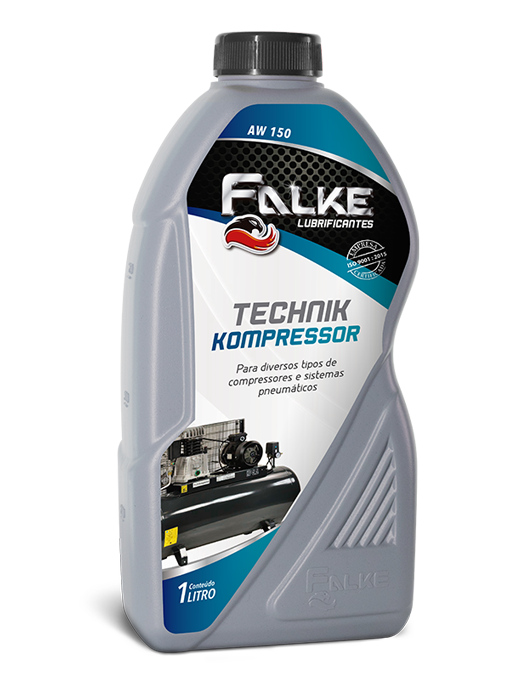 AW 150
FALKE
LUBRIFICANTES
EMPRESA
ISO 9001 : 2015
CERTIFICADA
TECHNIK
KOMPRESSOR
Para diversos tipos de
compressores e sistemas
pneumáticos
Conteúdo
1 LITRO
FALKE